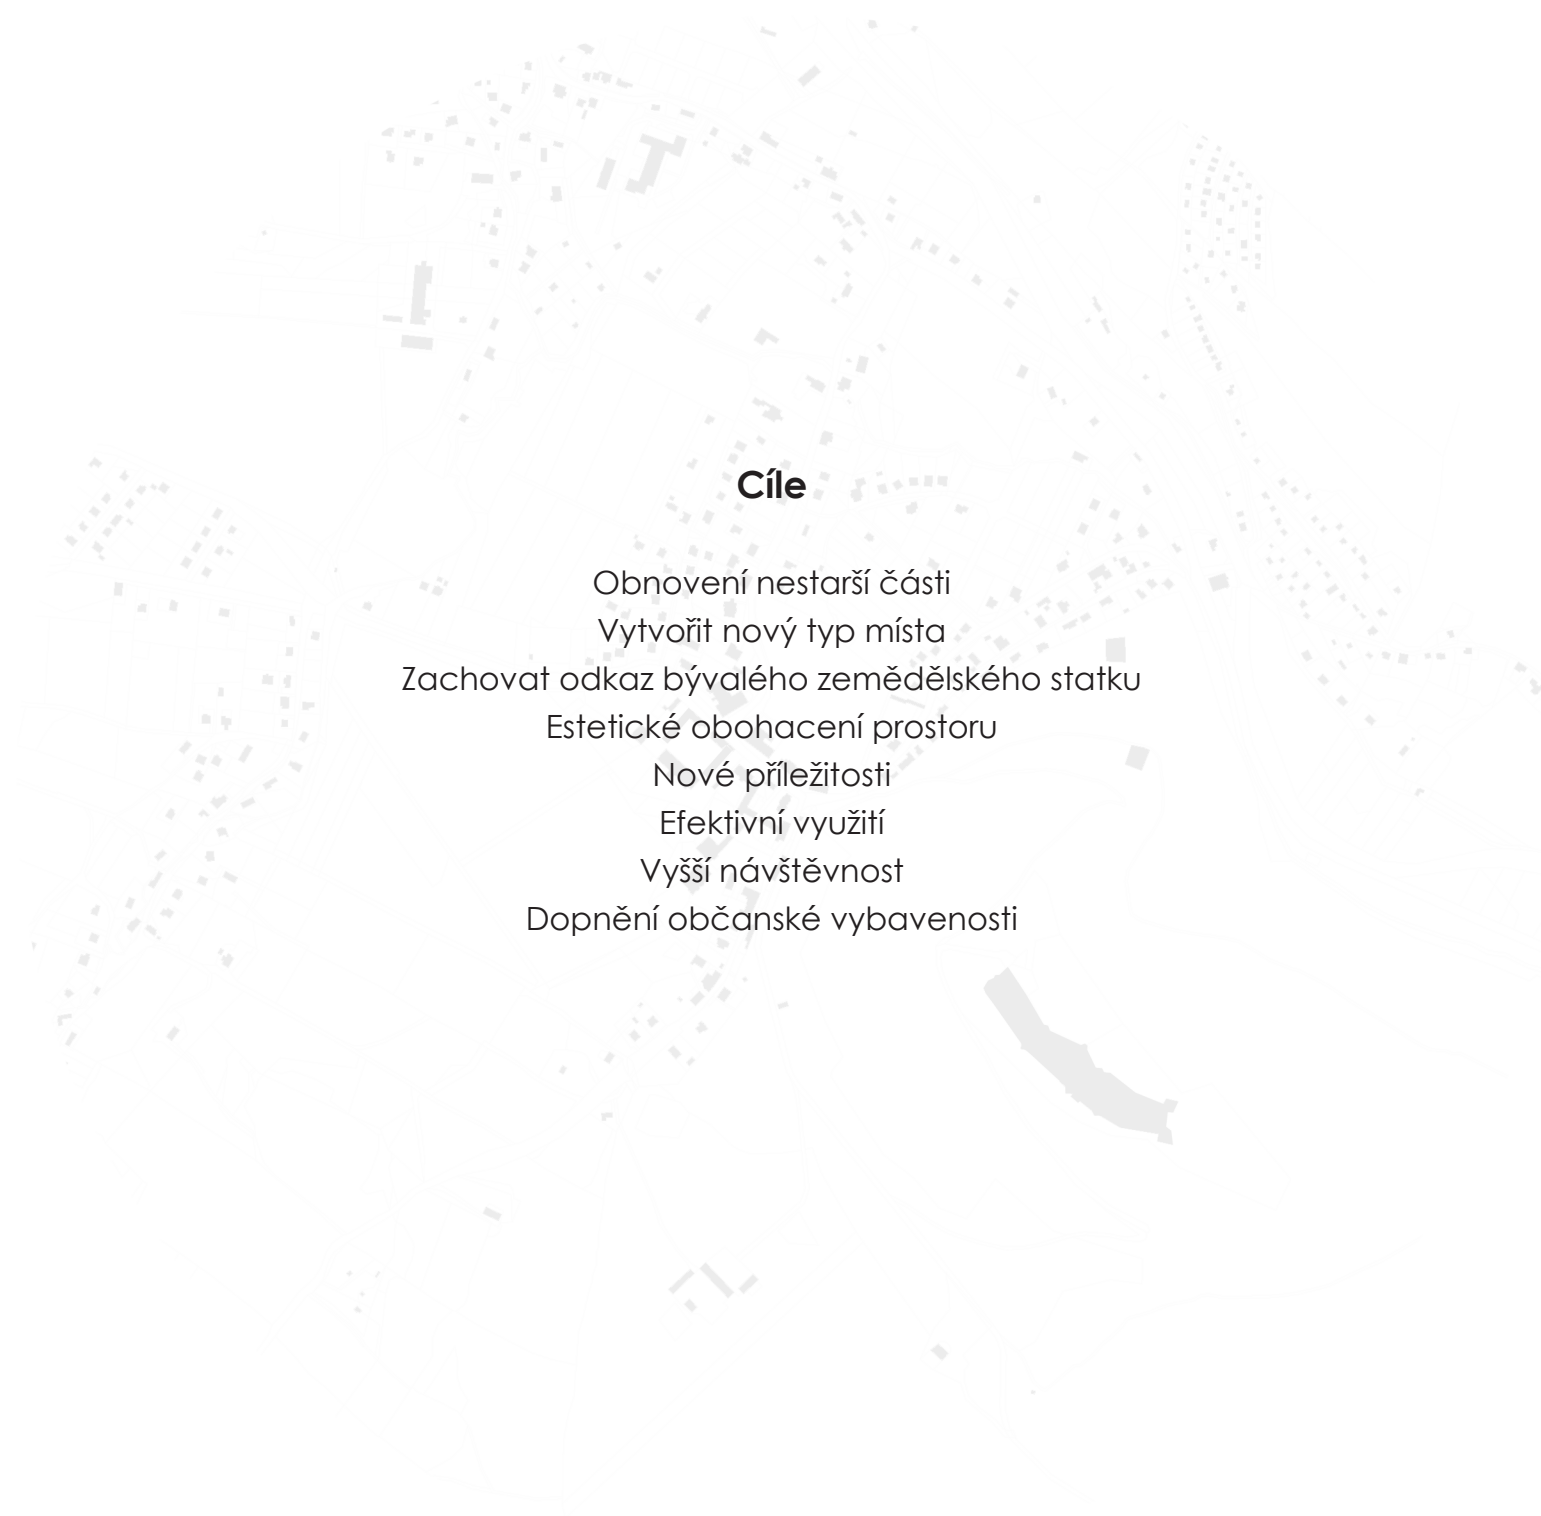 Cíle
Obnovení nestarší části
Vytvořit nový typ místa
Zachovat odkaz bývalého zemědělského statku
Estetické obohacení prostoru
Nové příležitosti
Efektivní využití
Vyšší návštěvnost
Dopnění občanské vybavenosti